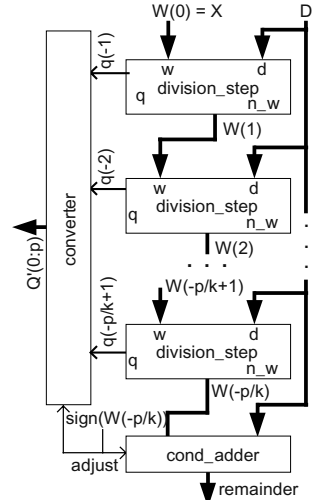 W(0) = X D
q(-1)
w d
division_step
q n_w
W(1)
q(-2)
w d
division_step
q n_w
W(2)
. . .
converter
Q'(0:p)
W(-p/k+1)
q(-p/k+1)
w d
division_step
q n_w
W(-p/k)
sign(W(-p/k))
adjust cond_adder
remainder